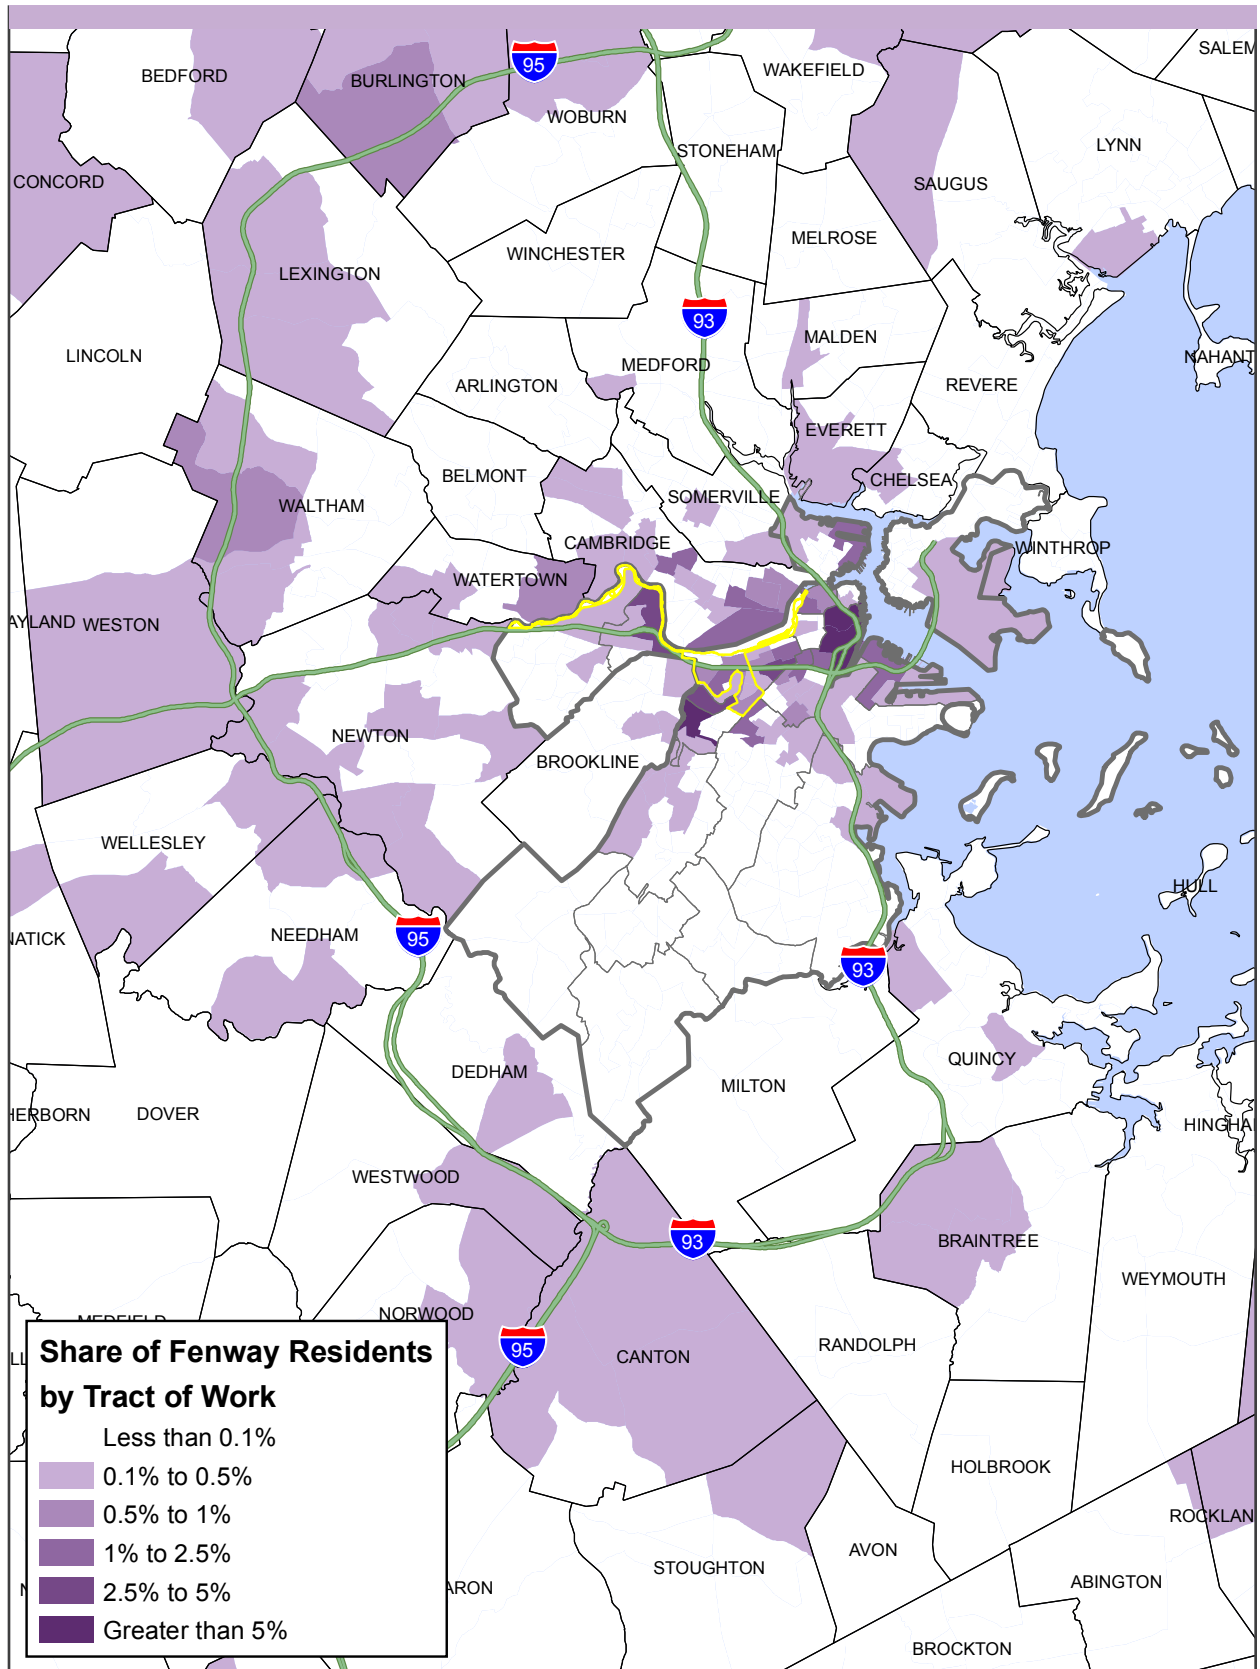 SALEM
BEDFORD
BURLINGTON
95
WAKEFIELD
WOBURN
LYNN
STONEHAM
CONCORD
SAUGUS
MELROSE
WINCHESTER
LEXINGTON
93
MALDEN
LINCOLN
NAHANT
MEDFORD
ARLINGTON
REVERE
EVERETT
BELMONT
CHELSEA
SOMERVILLE
WALTHAM
CAMBRIDGE
WINTHROP
WATERTOWN
AYLAND
WESTON
NEWTON
BROOKLINE
WELLESLEY
HULL
NATICK
NEEDHAM
95
93
QUINCY
DEDHAM
MILTON
HERBORN
DOVER
HINGHA
WESTWOOD
93
BRAINTREE
WEYMOUTH
MEDFIELD
NORWOOD
RANDOLPH
95
CANTON
Share of Fenway Residents
by Tract of Work
Less than 0.1%
0.1% to 0.5%
0.5% to 1%
1% to 2.5%
2.5% to 5%
Greater than 5%
HOLBROOK
ROCKLAN
AVON
STOUGHTON
ABINGTON
ARON
BROCKTON